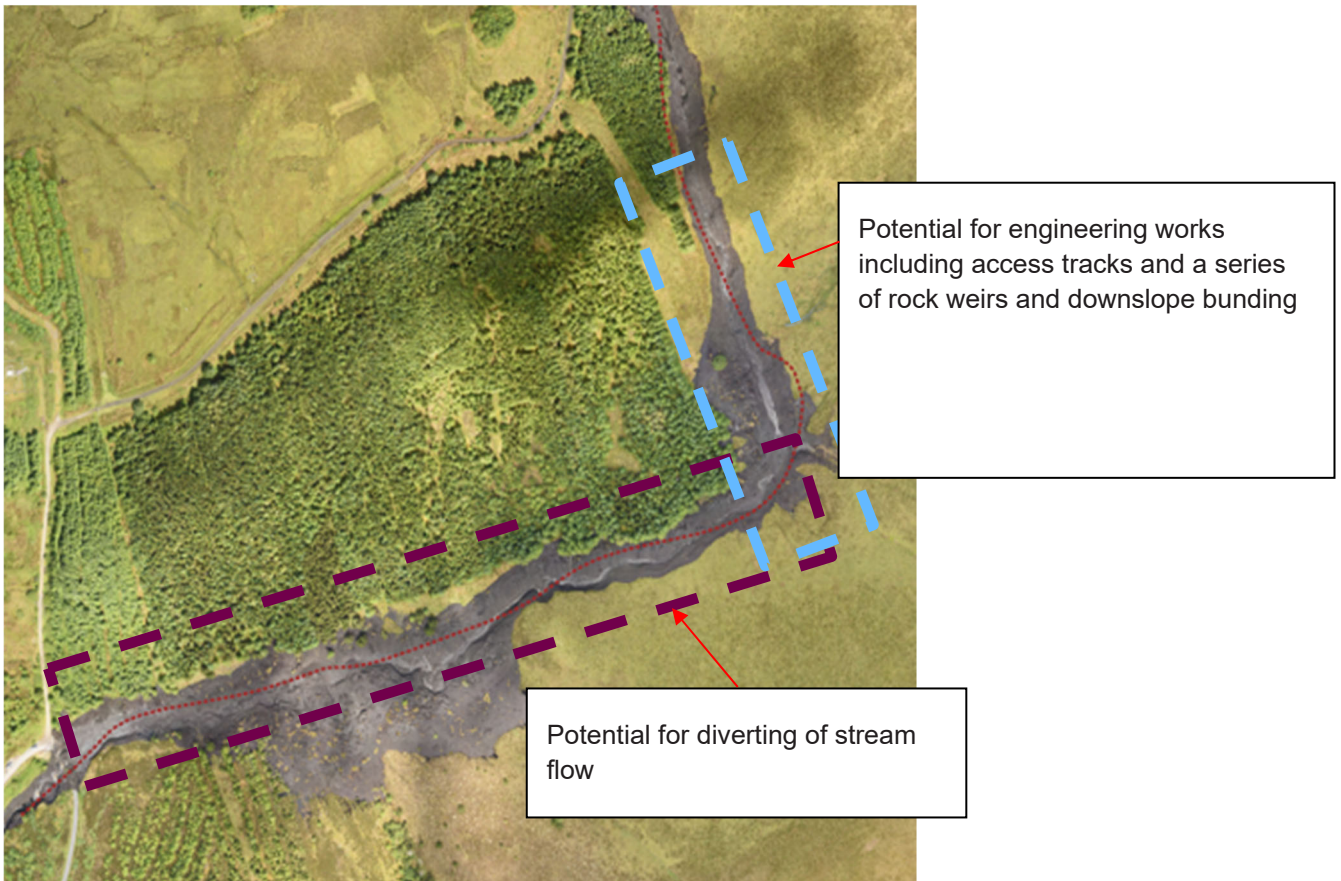 Potential for engineering works
including access tracks and a series
of rock weirs and downslope bunding
Potential for diverting of stream
flow